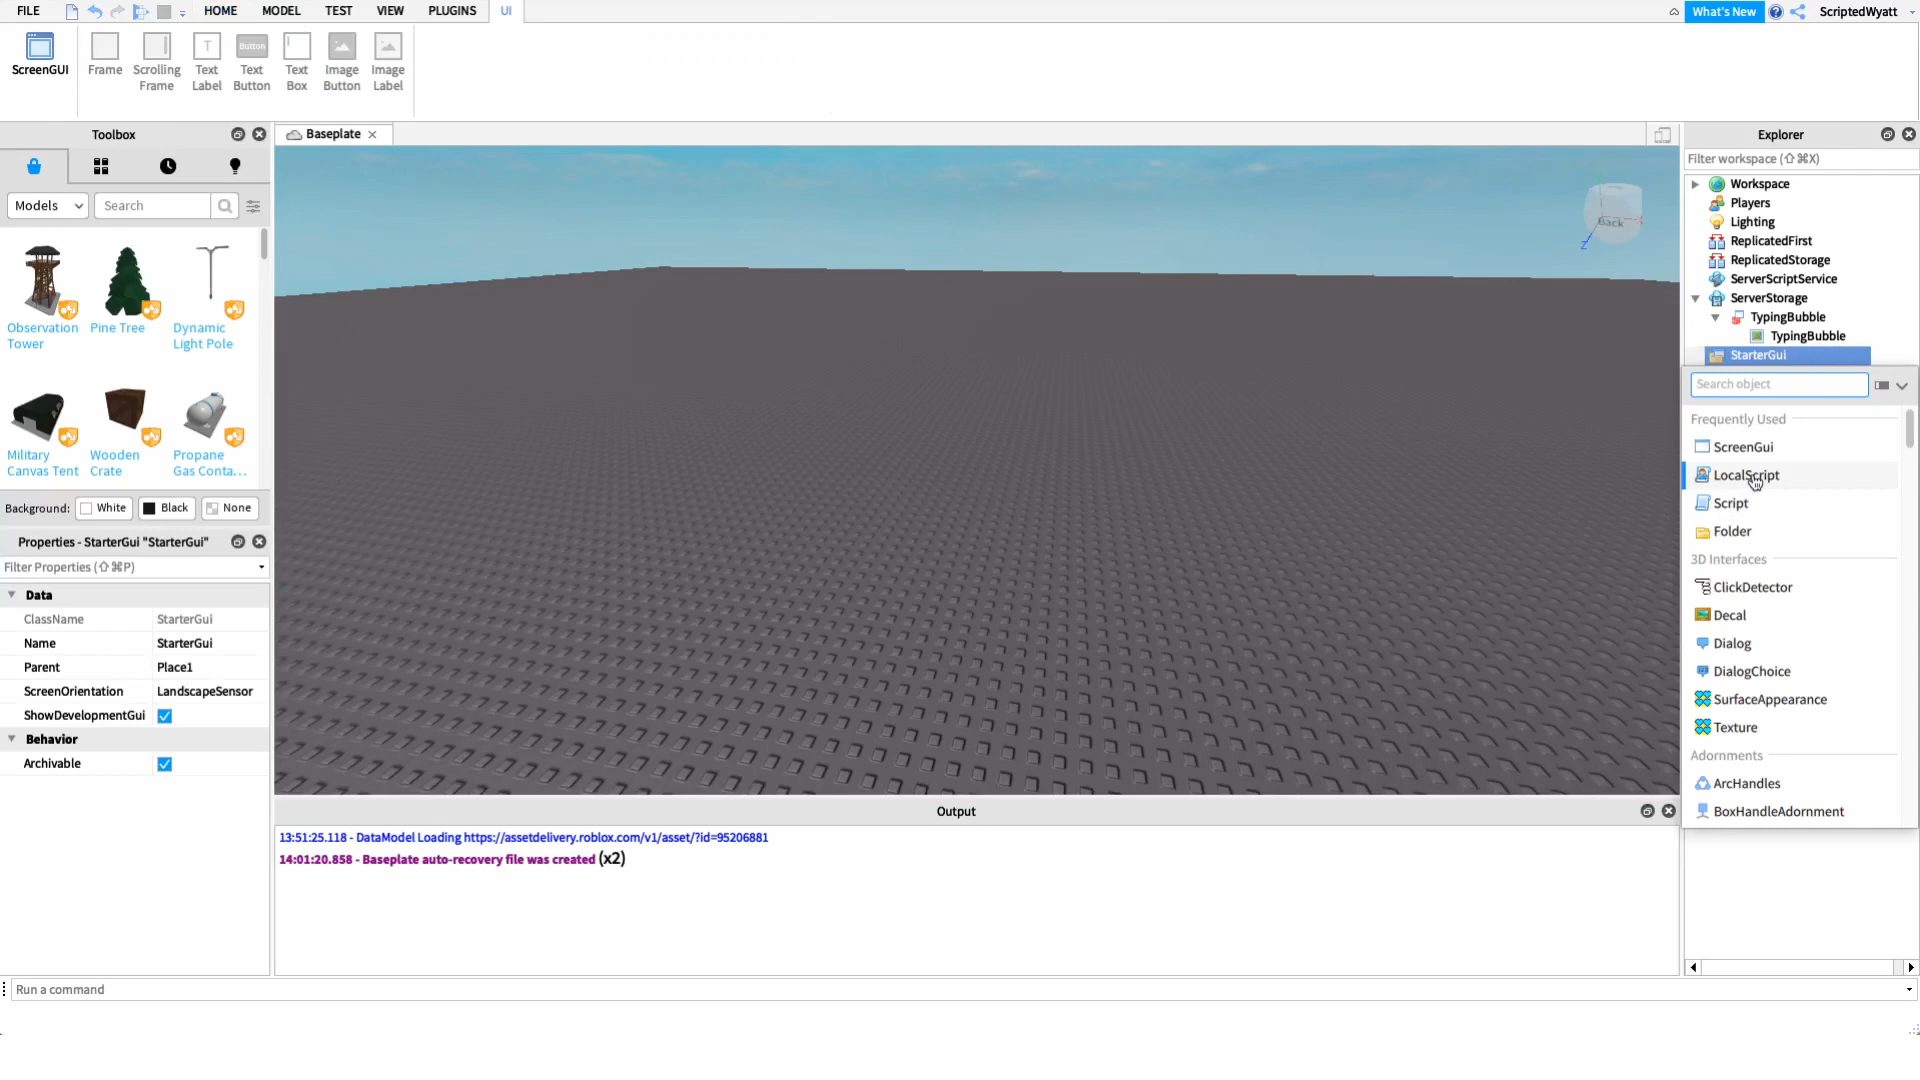 FILE HOME MODEL TEST VIEW PLUGINS UI What's New ScriptedWyatt
ScreenGUI
Frame
Scrolling
Frame
Text
Label
Button
Text
Button
Text
Box
Image
Button
Image
Label
Toolbox
Models
Search
Observation
Tower
Pine Tree
Dynamic
Light Pole
Military
Canvas Tent
Wooden
Crate
Propane
Gas Conta...
Background: White Black None
Properties - StarterGui "StarterGui"
Filter Properties (⇧⌘P)
Data
ClassName StarterGui
Name StarterGui
Parent Place1
ScreenOrientation LandscapeSensor
ShowDevelopmentGui
Behavior
Archivable
Baseplate
Back
Z
Output
13:51:25.118 - DataModel Loading https://assetdelivery.roblox.com/v1/asset/?id=95206881
14:01:20.858 - Baseplate auto-recovery file was created (x2)
Explorer
Filter workspace (⇧⌘X)
Workspace
Players
Lighting
ReplicatedFirst
ReplicatedStorage
ServerScriptService
ServerStorage
TypingBubble
TypingBubble
StarterGui
Search object
Frequently Used
ScreenGui
LocalScript
Script
Folder
3D Interfaces
ClickDetector
Decal
Dialog
DialogChoice
SurfaceAppearance
Texture
Adornments
ArcHandles
BoxHandleAdornment
Run a command